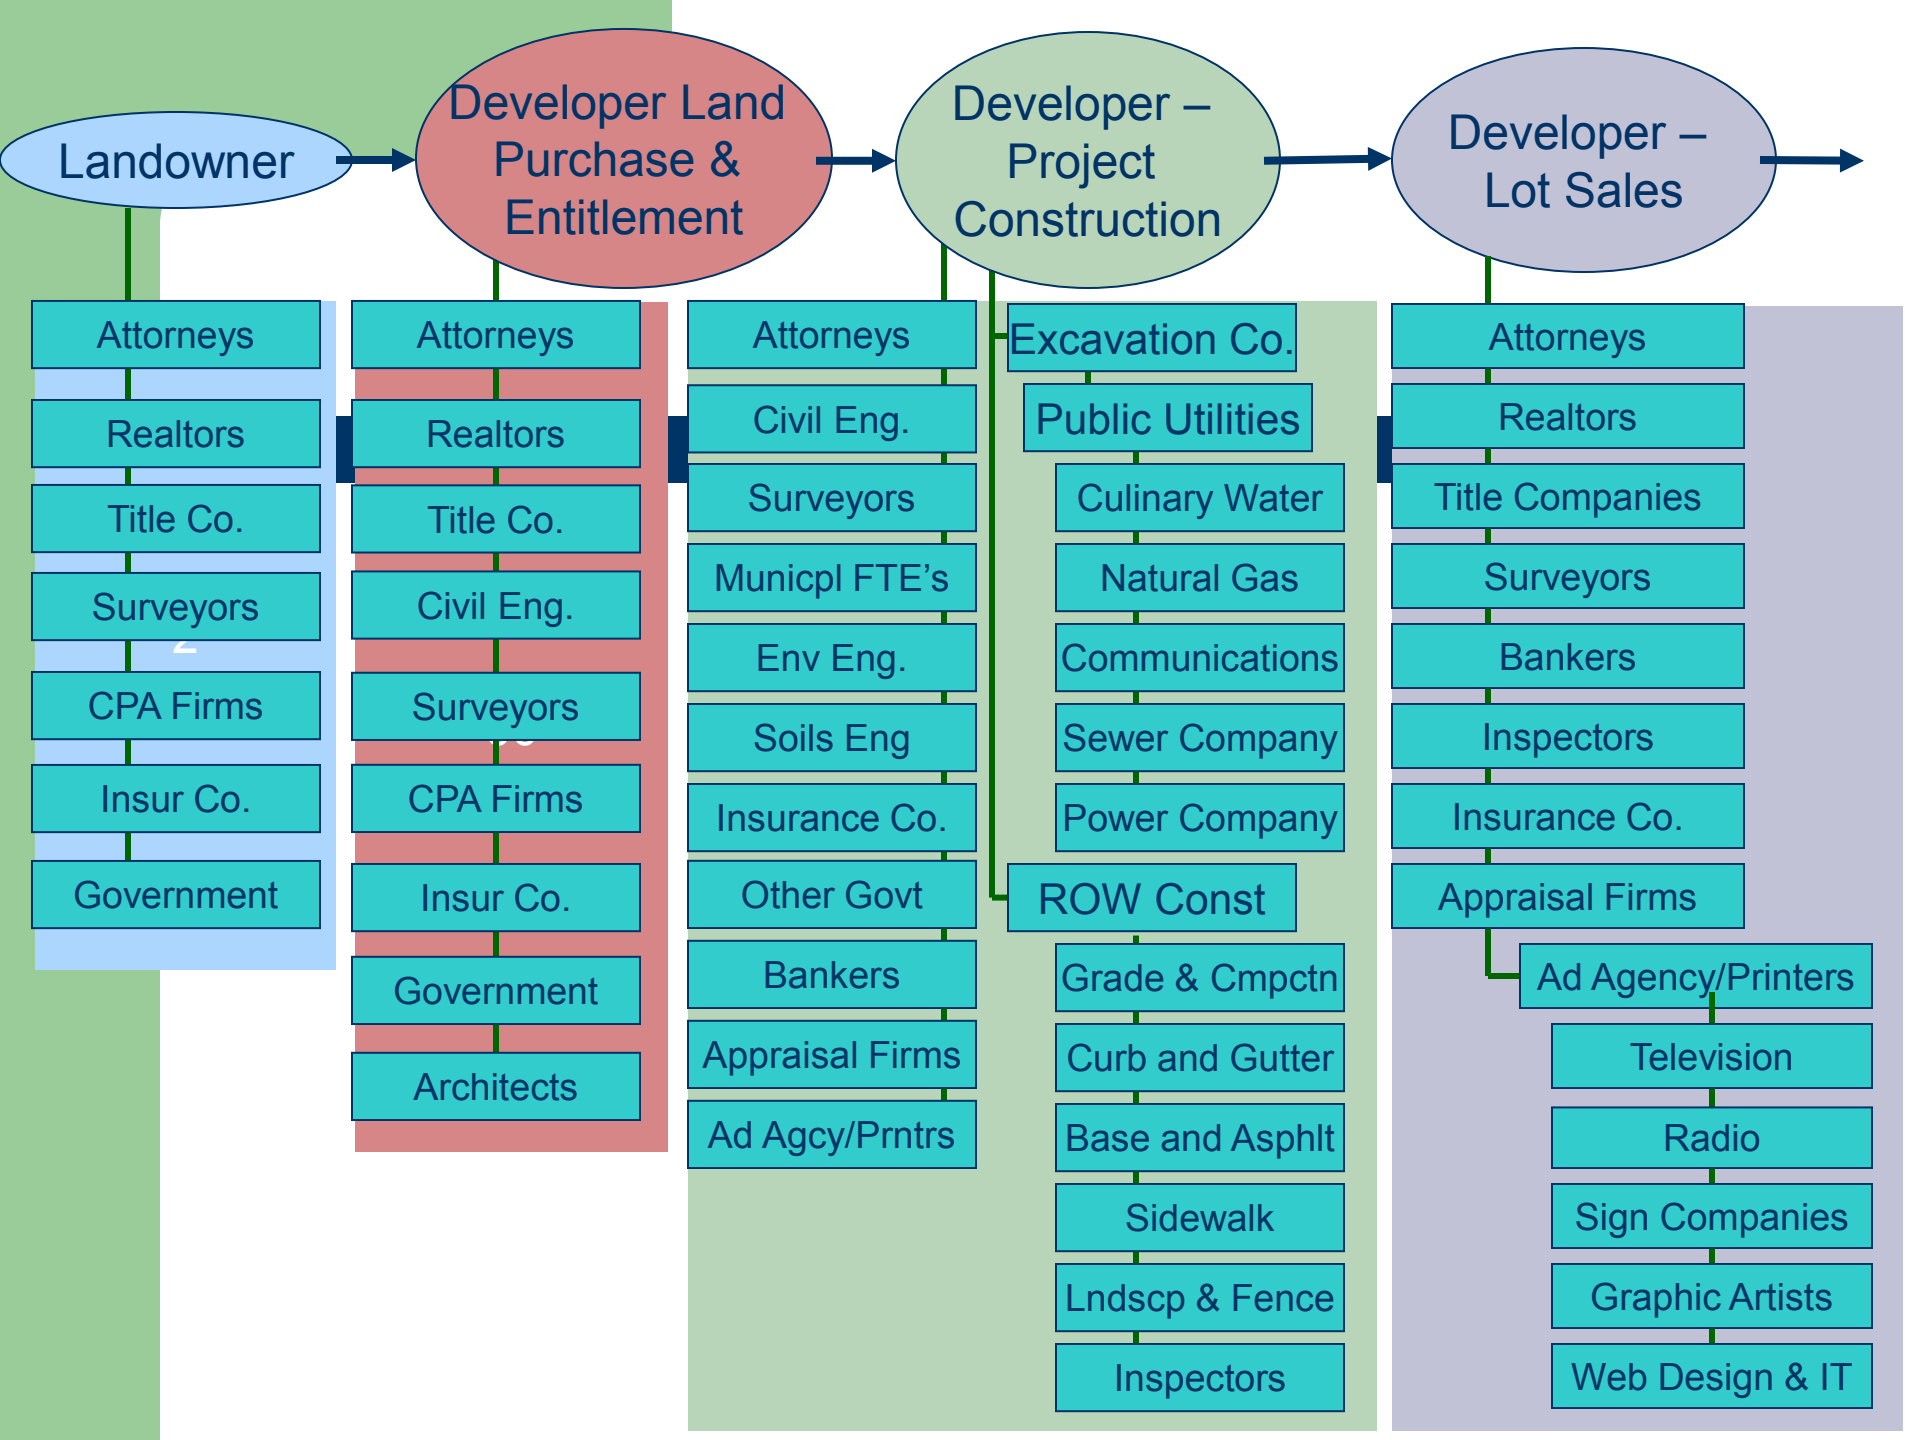 Landowner
Developer Land
Purchase &
Entitlement
Developer –
Project
Construction
Developer –
Lot Sales
Attorneys
Realtors
Title Co.
Surveyors
CPA Firms
Insur Co.
Government
Attorneys
Realtors
Title Co.
Civil Eng.
Surveyors
CPA Firms
Insur Co.
Government
Architects
Attorneys
Civil Eng.
Surveyors
Municpl FTE’s
Env Eng.
Soils Eng
Insurance Co.
Other Govt
Bankers
Appraisal Firms
Ad Agcy/Prntrs
Excavation Co.
Public Utilities
Culinary Water
Natural Gas
Communications
Sewer Company
Power Company
ROW Const
Grade & Cmpctn
Curb and Gutter
Base and Asphlt
Sidewalk
Lndscp & Fence
Inspectors
Attorneys
Realtors
Title Companies
Surveyors
Bankers
Inspectors
Insurance Co.
Appraisal Firms
Ad Agency/Printers
Television
Radio
Sign Companies
Graphic Artists
Web Design & IT